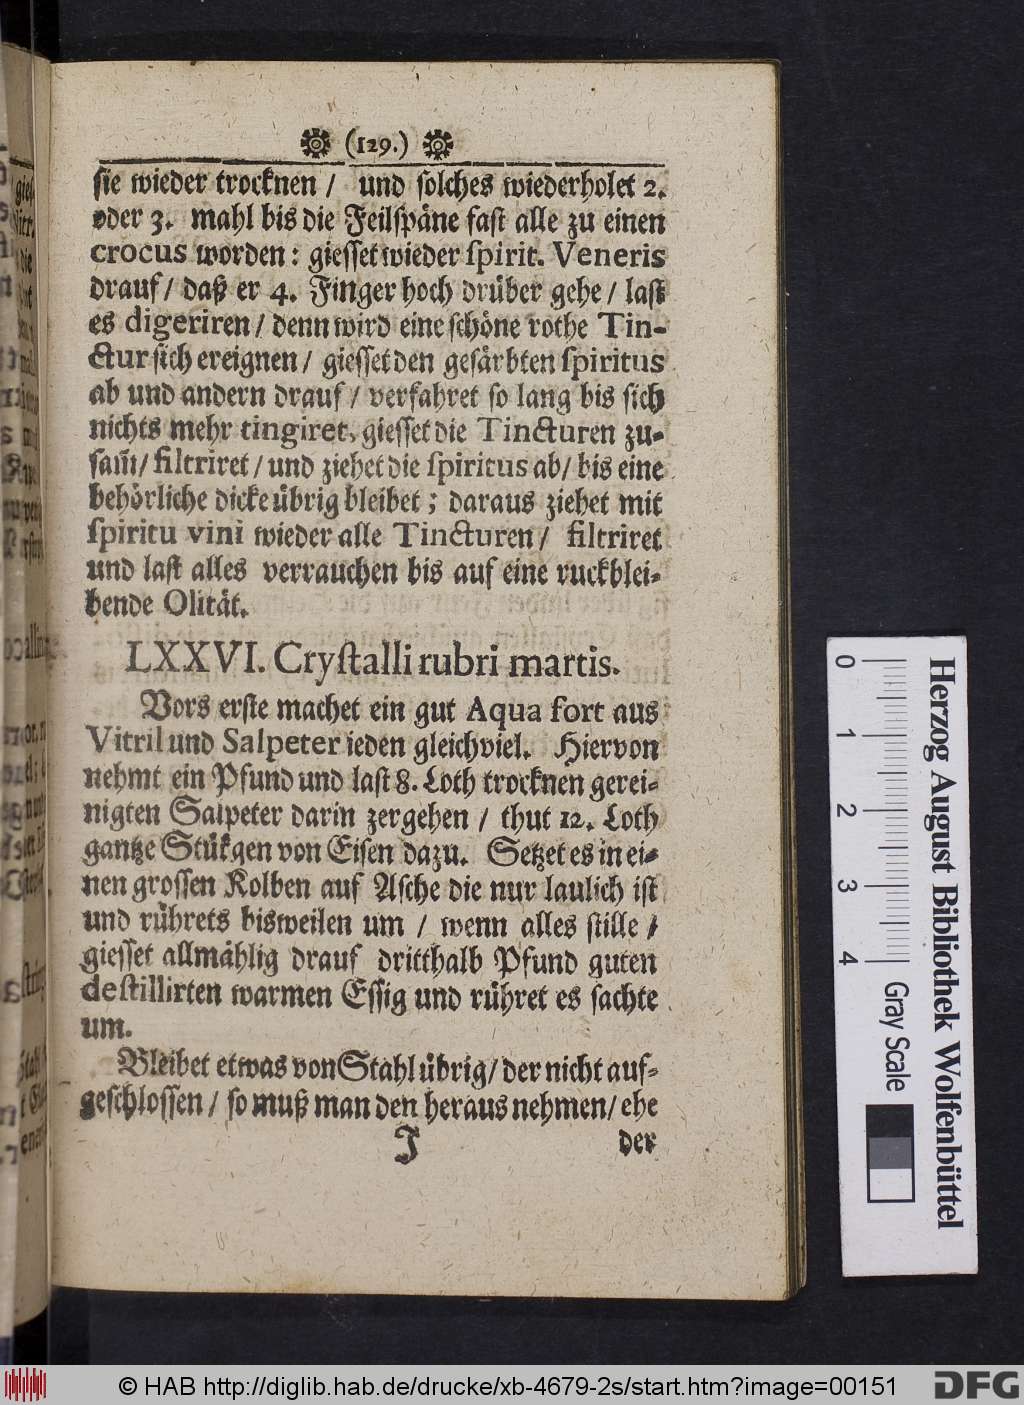 (129.)
sie wieder trocknen / und solches wiederholet 2.
oder 3. mahl bis die Feilspäne fast alle zu einen
crocus worden: giesset wieder spirit. Veneris
drauf / daß er 4. Finger hoch drüber gehe / last
es digeriren / denn wird eine schöne rothe Tin-
ctur sich ereignen / giesset den gefärbten spiritus
ab und andern drauf / verfahret so lang bis sich
nichts mehr tingiret, giesset die Tincturen zu-
sam̃ / filtriret / und ziehet die spiritus ab / bis eine
behörliche dicke übrig bleibet; daraus ziehet mit
spiritu vini wieder alle Tincturen / filtriret
und last alles verrauchen bis auf eine ruckblei-
bende Olität.
LXXVI. Crystalli rubri martis.
Vors erste machet ein gut Aqua fort aus
Vitril und Salpeter ieden gleichviel. Hiervon
nehmt ein Pfund und last 8. Loth trocknen gerei-
nigten Salpeter darin zergehen / thut 12. Loth
gantze Stükgen von Eisen dazu. Setzet es in ei-
nen grossen Kolben auf Asche die nur laulich ist
und rührets bisweilen um / wenn alles stille /
giesset allmählig drauf dritthalb Pfund guten
destillirten warmen Essig und rühret es sachte
um.
Bleibet etwas von Stahl übrig / der nicht auf-
geschlossen / so muß man den heraus nehmen / ehe
J der
0 1 2 3 4
Herzog August Bibliothek Wolfenbüttel
Gray Scale
© HAB http://diglib.hab.de/drucke/xb-4679-2s/start.htm?image=00151
DFG